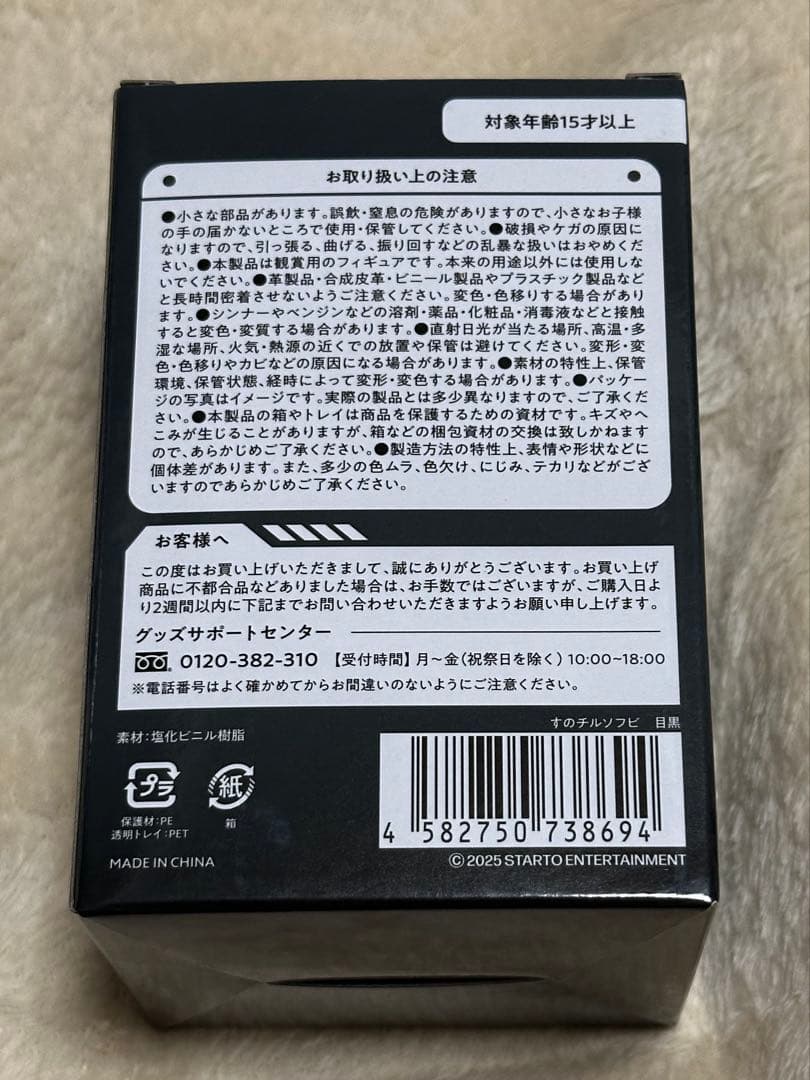 対象年齢15才以上
お取り扱い上の注意
●小さな部品があります。誤飲・窒息の危険がありますので、小さなお子様
の手の届かないところで使用・保管してください。●破損やケガの原因に
なりますので、引っ張る、曲げる、振り回すなどの乱暴な扱いはおやめくだ
さい。●本製品は観賞用のフィギュアです。本来の用途以外には使用しな
いでください。●革製品・合成皮革・ビニール製品やプラスチック製品など
と長時間密着させないようご注意ください。変色・色移りする場合があり
ます。●シンナーやベンジンなどの溶剤・薬品・化粧品・消毒液などと接触
すると変色・変質する場合があります。●直射日光が当たる場所、高温・多
湿な場所、火気・熱源の近くでの放置や保管は避けてください。変形・変
色・色移りやカビなどの原因になる場合があります。●素材の特性上、保管
環境、保管状態、経時によって変形・変色する場合があります。●パッケー
ジの写真はイメージです。実際の製品とは多少異なりますので、ご了承くだ
さい。●本製品の箱やトレイは商品を保護するための資材です。キズやへ
こみが生じることがありますが、箱などの梱包資材の交換は致しかねます
ので、あらかじめご了承ください。●製造方法の特性上、表情や形状などに
個体差があります。また、多少の色ムラ、色欠け、にじみ、テカリなどがござ
いますのであらかじめご了承ください。
お客様へ
この度はお買い上げいただきまして、誠にありがとうございます。お買い上げ
商品に不都合品などありました場合は、お手数ではございますが、ご購入日よ
り2週間以内に下記までお問い合わせいただきますようお願い申し上げます。
グッズサポートセンター
0120-382-310 【受付時間】月～金(祝祭日を除く)10:00~18:00
※電話番号はよく確かめてからお間違いのないようにご注意ください。
すのチルソフビ 目黒
素材:塩化ビニル樹脂
プラ
紙
保護材:PE
透明トレイ:PET
箱
4 582750 738694
MADE IN CHINA
©2025 STARTO ENTERTAINMENT